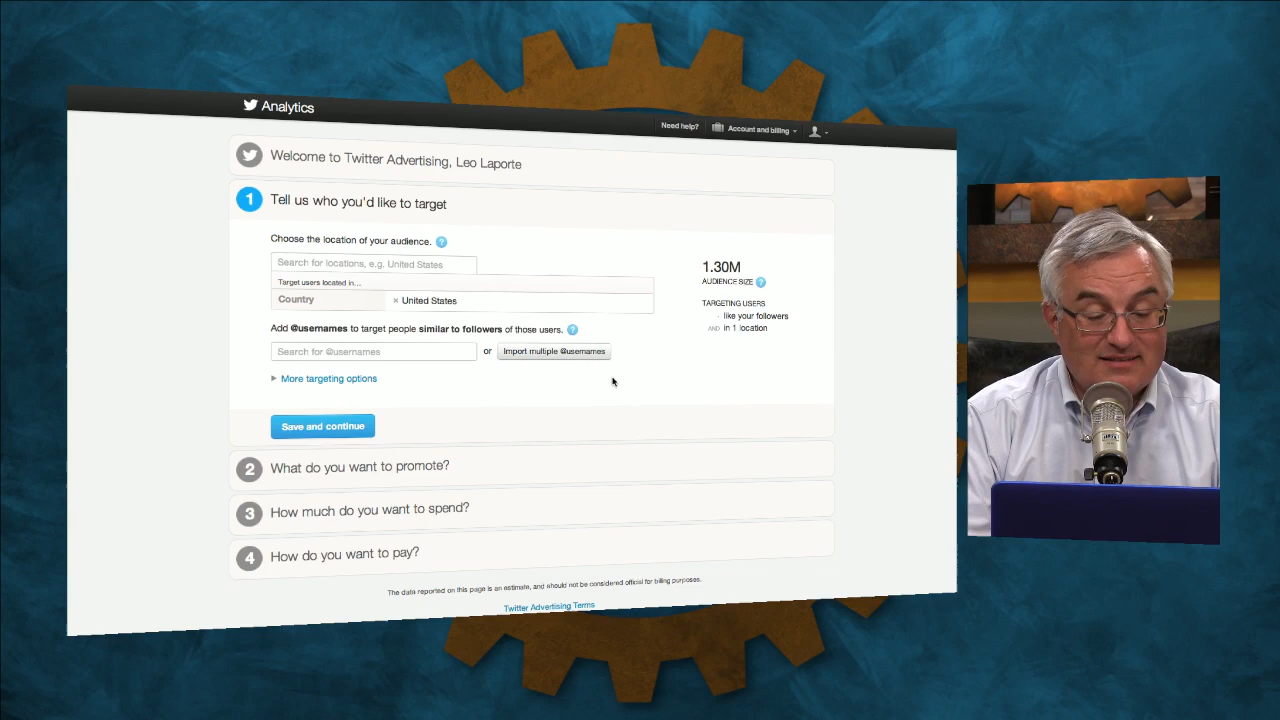 Analytics
Need help?
Account and billing
Welcome to Twitter Advertising, Leo Laporte
1 Tell us who you'd like to target
Choose the location of your audience. ?
Search for locations, e.g. United States
Target users located in...
Country × United States
Add @usernames to target people similar to followers of those users. ?
Search for @usernames or Import multiple @usernames
More targeting options
Save and continue
1.30M
AUDIENCE SIZE ?
TARGETING USERS
· like your followers
AND in 1 location
2 What do you want to promote?
3 How much do you want to spend?
4 How do you want to pay?
The data reported on this page is an estimate, and should not be considered official for billing purposes.
Twitter Advertising Terms